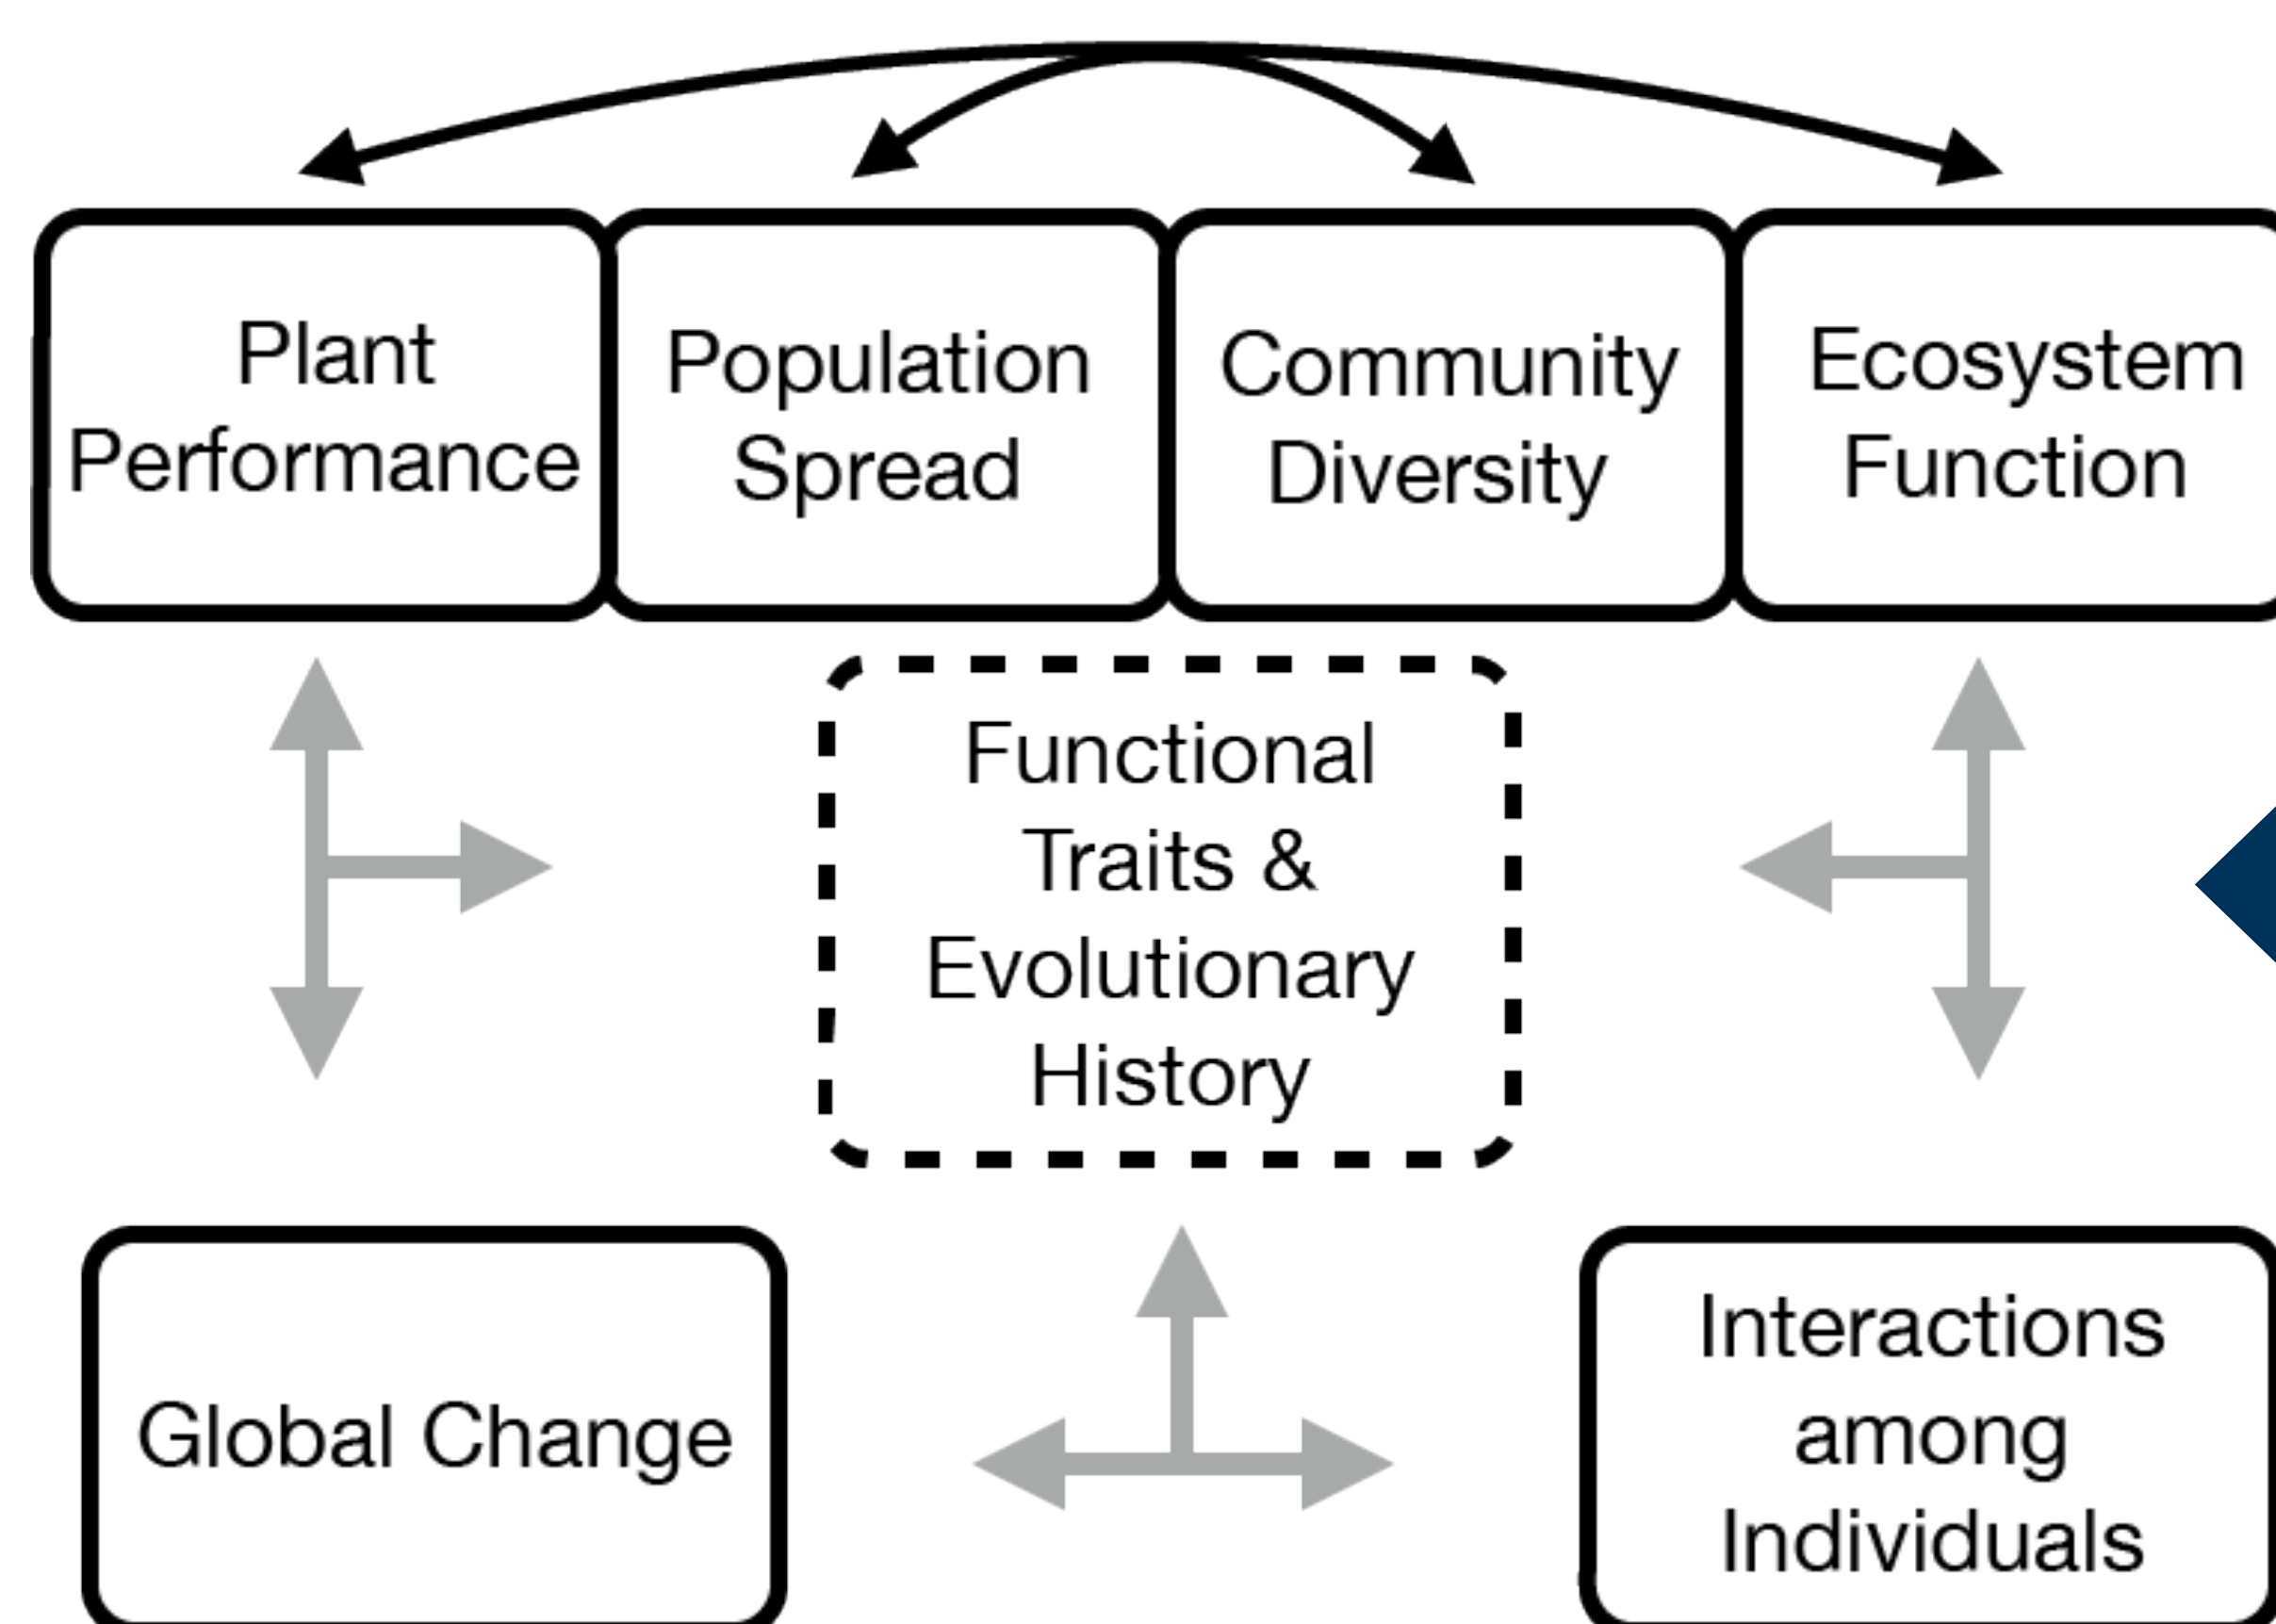 Plant
Performance
Population
Spread
Community
Diversity
Ecosystem
Function
Functional
Traits &
Evolutionary
History
Global Change
Interactions
among
Individuals